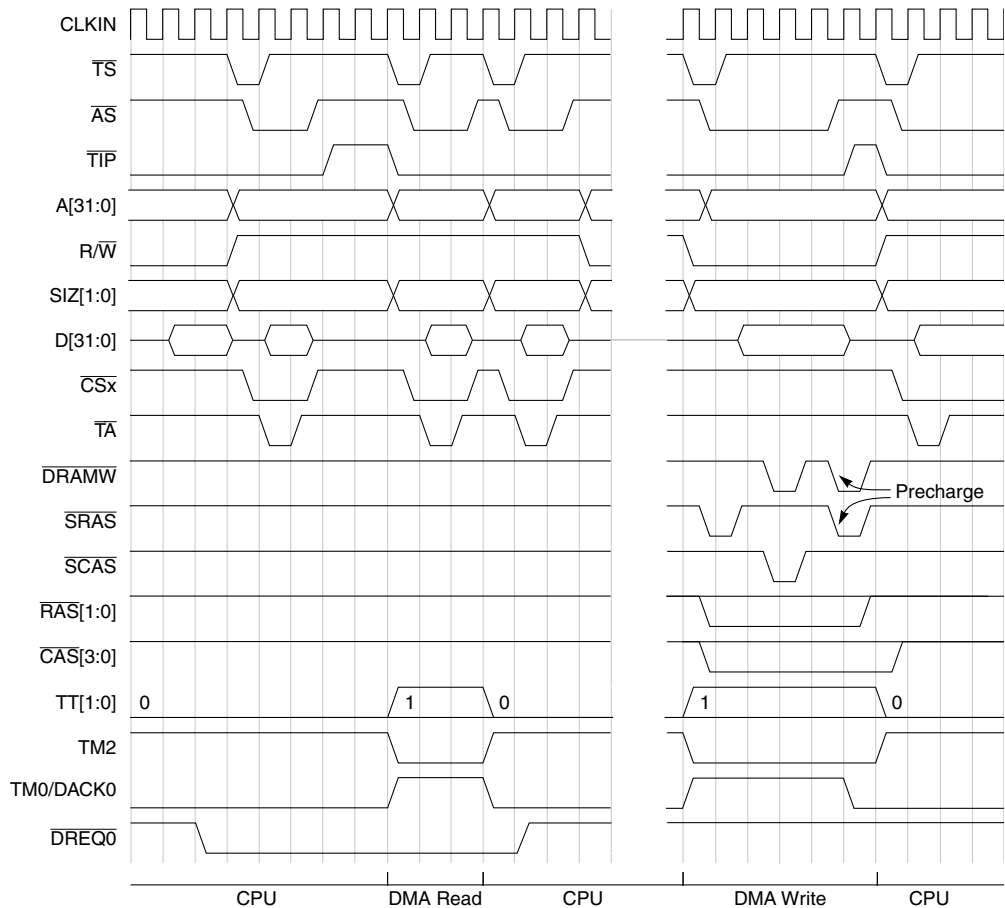 CLKIN
TS
AS
TIP
A[31:0]
R/W
SIZ[1:0]
D[31:0]
CSx
TA
DRAMW
Precharge
SRAS
SCAS
RAS[1:0]
CAS[3:0]
TT[1:0] 0 1 0 1 0
TM2
TM0/DACK0
DREQ0
CPU DMA Read CPU DMA Write CPU